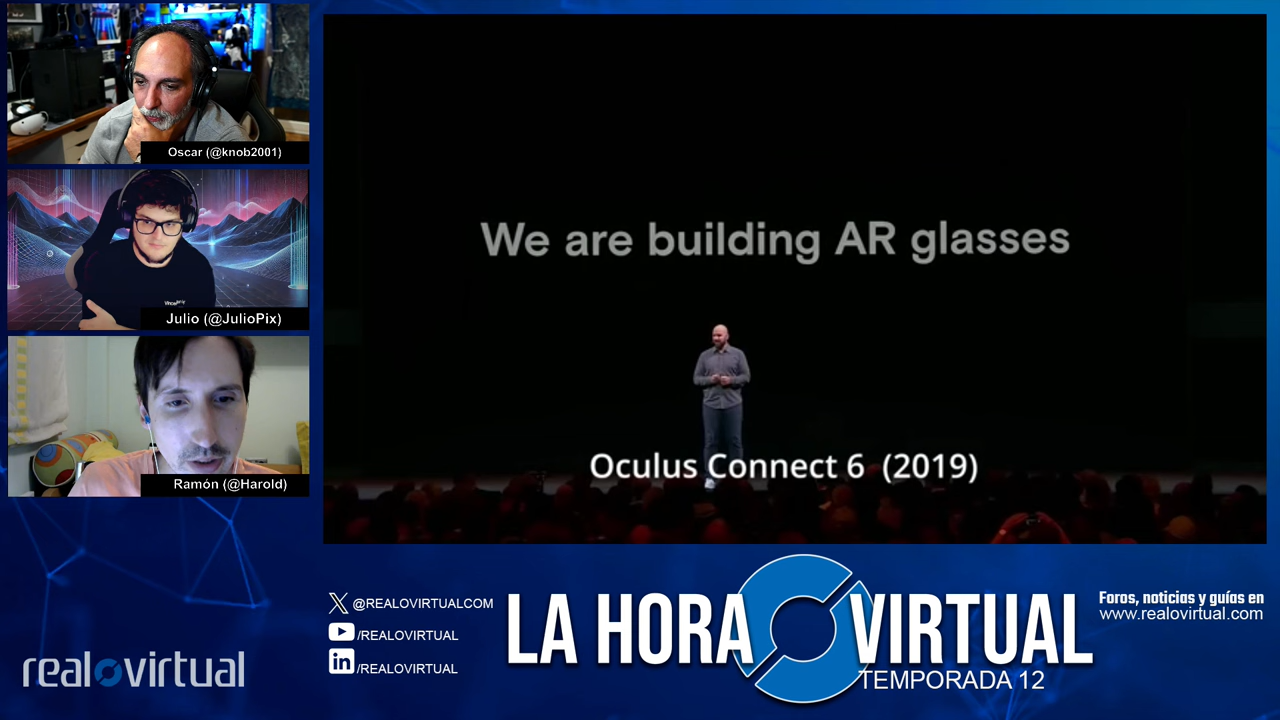 Oscar (@knob2001)
Julio (@JulioPix)
Ramón (@Harold)
We are building AR glasses
Oculus Connect 6 (2019)
@REALOVIRTUALCOM
/REALOVIRTUAL
/REALOVIRTUAL
LA HORA VIRTUAL
TEMPORADA 12
Foros, noticias y guías en
www.realovirtual.com
realovirtual